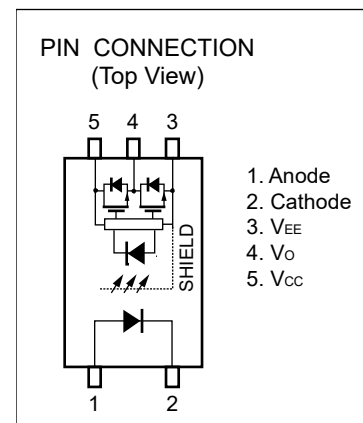 PIN CONNECTION
(Top View)
5 4 3
SHIELD
1 2
1. Anode
2. Cathode
3. VEE
4. VO
5. VCC